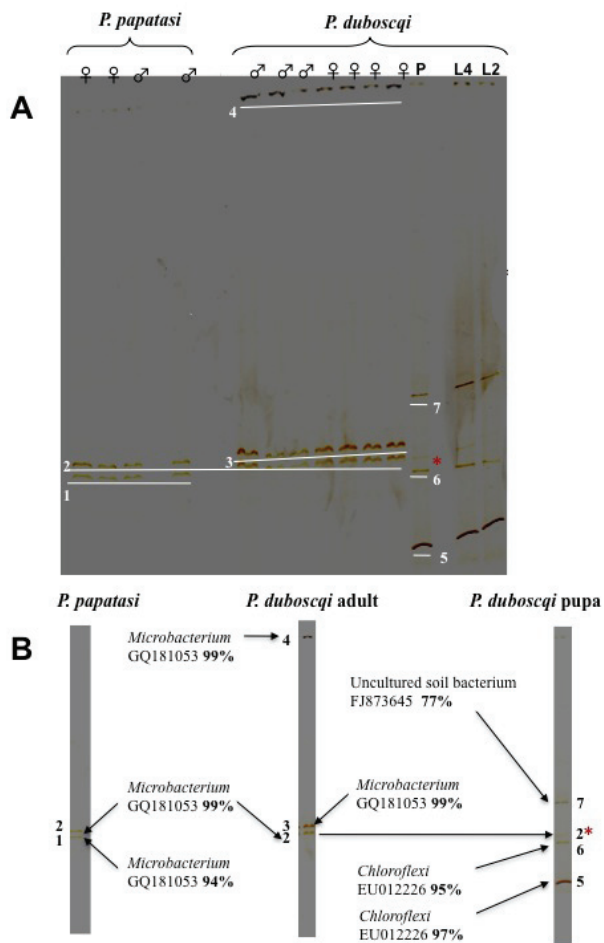 P. papatasi P. duboscqi
♀ ♀ ♂ ♂ ♂ ♂ ♂ ♀ ♀ ♀ ♀ P L4 L2
A
4
7
2 3 *
6
1
5
P. papatasi P. duboscqi adult P. duboscqi pupa
B
Microbacterium
GQ181053 99%
4
Uncultured soil bacterium
FJ873645 77%
Microbacterium
GQ181053 99%
Microbacterium
GQ181053 99%
7
2
1
3
2
2*
6
Microbacterium
GQ181053 94%
Chloroflexi
EU012226 95%
5
Chloroflexi
EU012226 97%